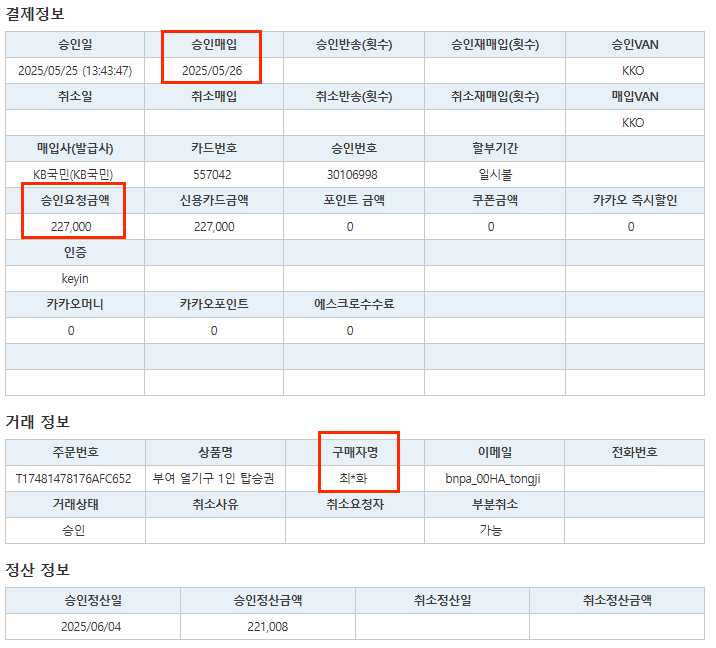 결제정보
승인일 승인매입 승인반송(횟수) 승인재매입(횟수) 승인VAN
2025/05/25 (13:43:47) 2025/05/26 KKO
취소일 취소매입 취소반송(횟수) 취소재매입(횟수) 매입VAN
KKO
매입사(발급사) 카드번호 승인번호 할부기간
KB국민(KB국민) 557042 30106998 일시불
승인요청금액 신용카드금액 포인트 금액 쿠폰금액 카카오 즉시할인
227,000 227,000 0 0 0
인증
keyin
카카오머니 카카오포인트 에스크로수수료
0 0 0
거래 정보
주문번호 상품명 구매자명 이메일 전화번호
T17481478176AFC652 부여 열기구 1인 탑승권 최*화 bnpa_00HA_tongji
거래상태 취소사유 취소요청자 부분취소
승인 가능
정산 정보
승인정산일 승인정산금액 취소정산일 취소정산금액
2025/06/04 221,008